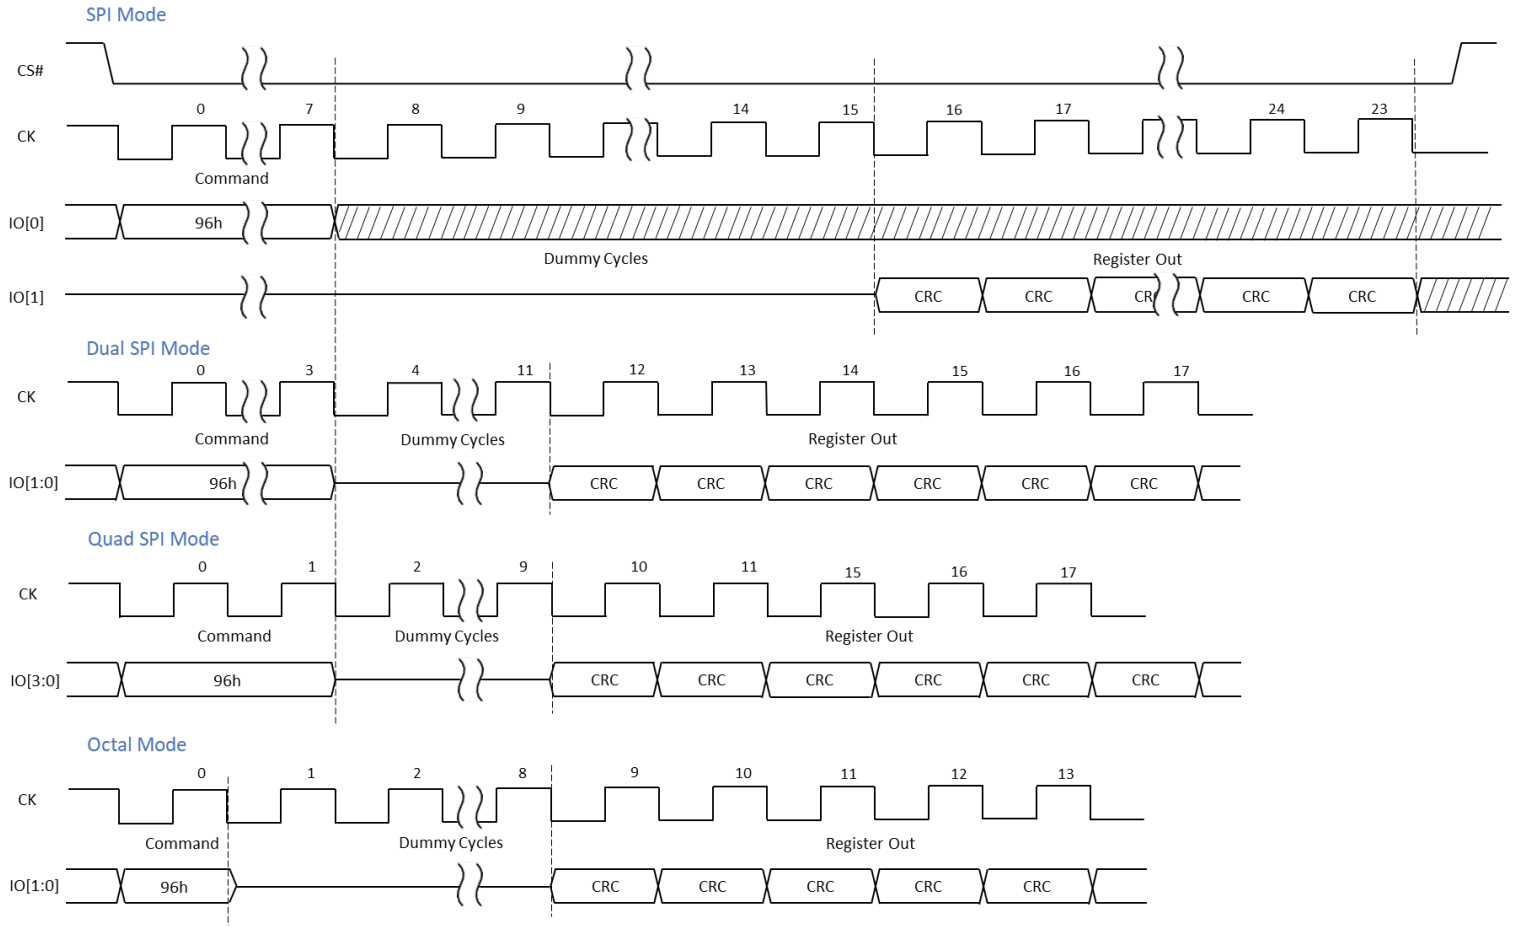 SPI Mode
CS#
0 7 8 9 14 15 16 17 24 23
CK
Command
IO[0] 96h
Dummy Cycles Register Out
IO[1] CRC CRC CRC CRC CRC
Dual SPI Mode
0 3 4 11 12 13 14 15 16 17
CK
Command Dummy Cycles Register Out
IO[1:0] 96h CRC CRC CRC CRC CRC CRC
Quad SPI Mode
0 1 2 9 10 11 15 16 17
CK
Command Dummy Cycles Register Out
IO[3:0] 96h CRC CRC CRC CRC CRC CRC
Octal Mode
0 1 2 8 9 10 11 12 13
CK
Command Dummy Cycles Register Out
IO[1:0] 96h CRC CRC CRC CRC CRC